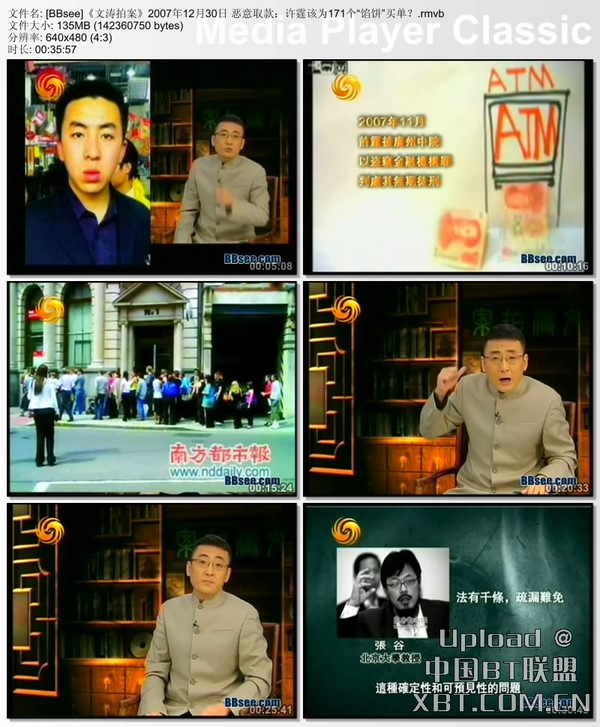 文件名: [BBsee]《文涛拍案》2007年12月30日 恶意取款：许霆该为171个“馅饼”买单？.rmvb
文件大小: 135MB (142360750 bytes)
分辨率: 640x480 (4:3)
时长: 00:35:57
Media Player Classic
BBsee.com
00:05:08
ATM
ATM
2007年11月
BBsee.com
00:10:16
No 1
南方都市報
www.nddaily.com
BBsee.com
00:15:24
BBsee.com
00:20:33
BBsee.com
00:25:41
法有千條，疏漏難免
張 谷
北京大學教授
這種確定性和可預見性的問題
Upload @
中国BT联盟
XBT.COM.CN